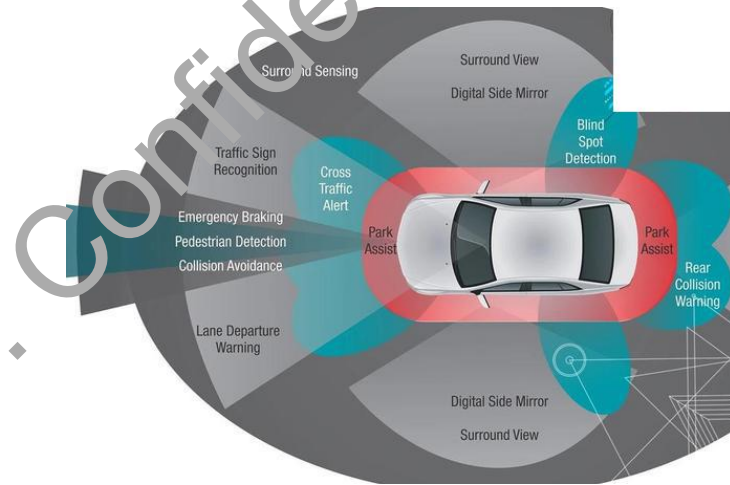 Surround View
Surround Sensing
Digital Side Mirror
Blind
Spot
Detection
Traffic Sign
Recognition
Cross
Traffic
Alert
Emergency Braking
Pedestrian Detection
Collision Avoidance
Park
Assist
Park
Assist
Rear
Collision
Warning
Lane Departure
Warning
Digital Side Mirror
Surround View
. Confide